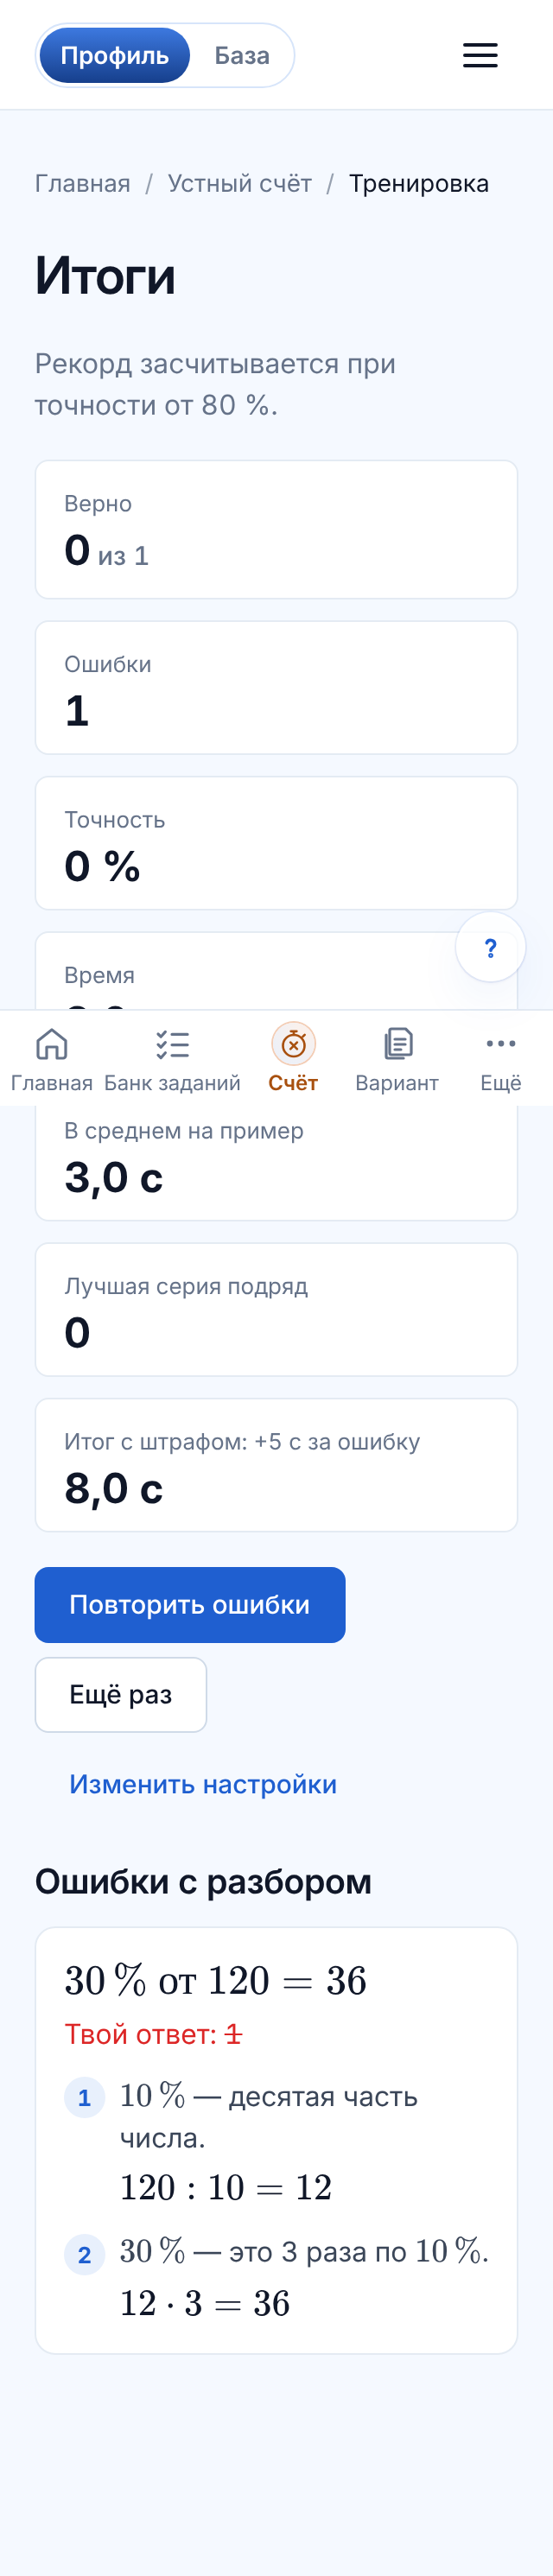 Профиль База
Главная / Устный счёт / Тренировка
Итоги
Рекорд засчитывается при
точности от 80 %.
Верно
0 из 1
Ошибки
1
Точность
0 %
?
Время
Главная Банк заданий Счёт Вариант Ещё
В среднем на пример
3,0 с
Лучшая серия подряд
0
Итог с штрафом: +5 с за ошибку
8,0 с
Повторить ошибки
Ещё раз
Изменить настройки
Ошибки с разбором
30 % от 120 = 36
Твой ответ: 1
1 10 % — десятая часть
числа.
120 : 10 = 12
2 30 % — это 3 раза по 10 %.
12 · 3 = 36